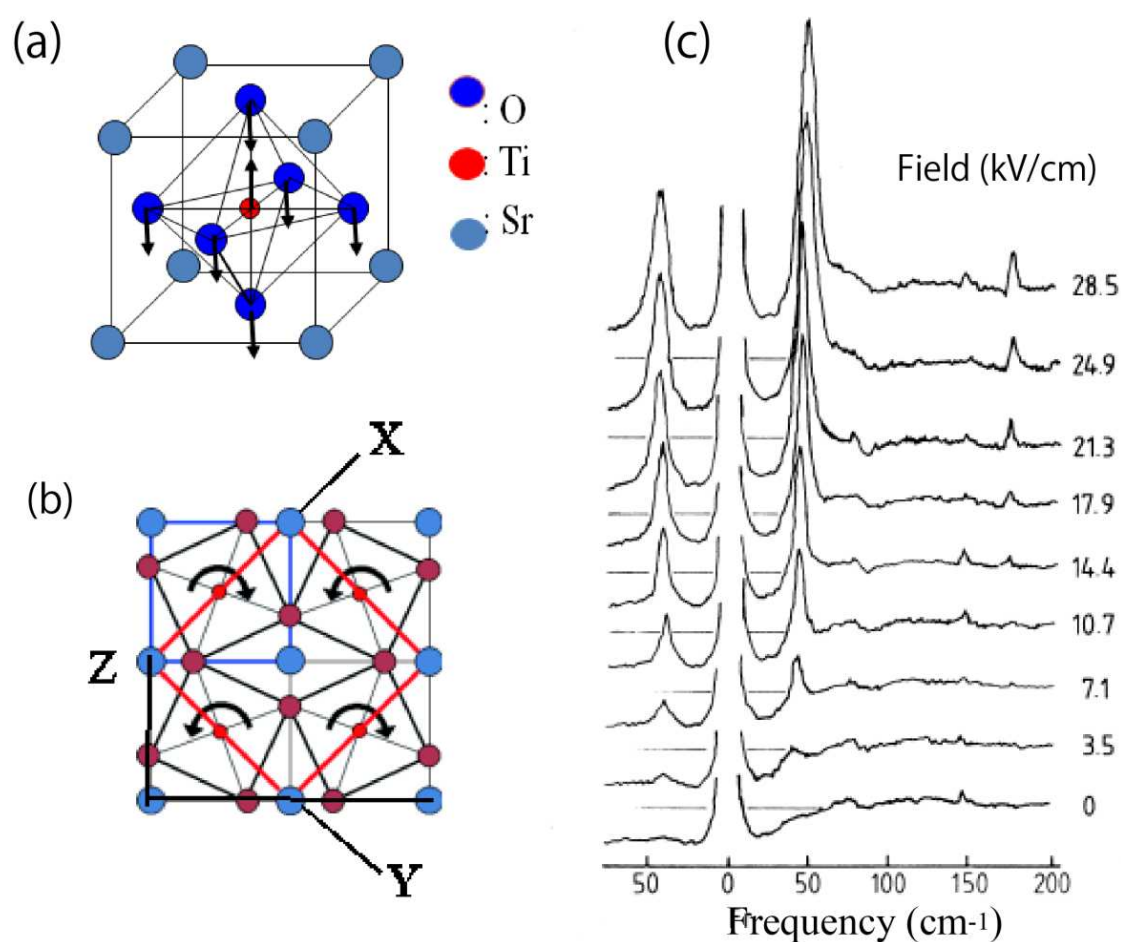 (a)
: O
: Ti
: Sr
(b)
X
Z
Y
(c)
Field (kV/cm)
28.5
24.9
21.3
17.9
14.4
10.7
7.1
3.5
0
50 0 50 100 150 200
Frequency (cm-1)